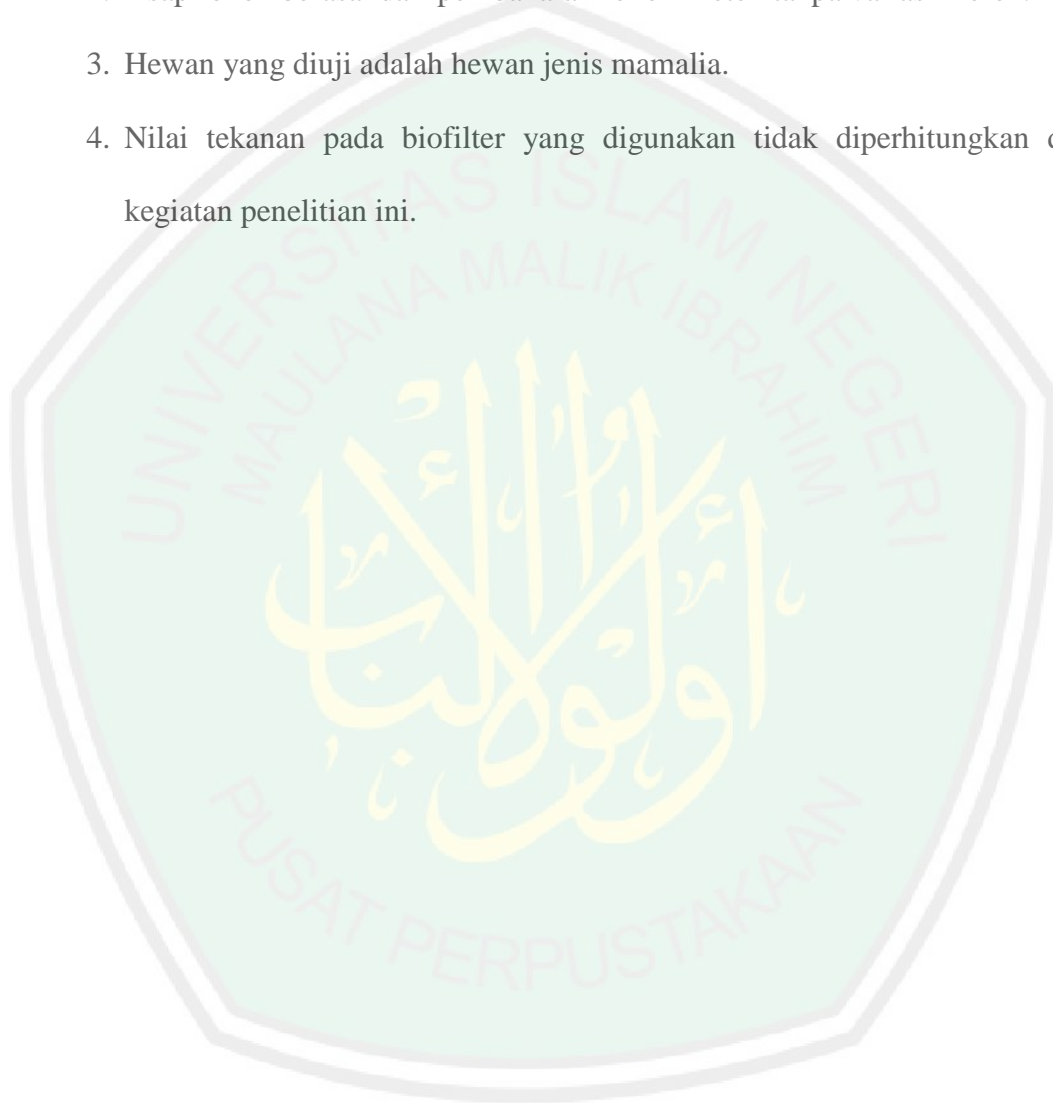 3. Hewan yang diuji adalah hewan jenis mamalia.
4. Nilai tekanan pada biofilter yang digunakan tidak diperhitungkan
kegiatan penelitian ini.
UNIVERSITAS ISLAM NEGERI
MAULANA MALIK IBRAHIM
أولوا الألباب
PUSAT PERPUSTAKAAN